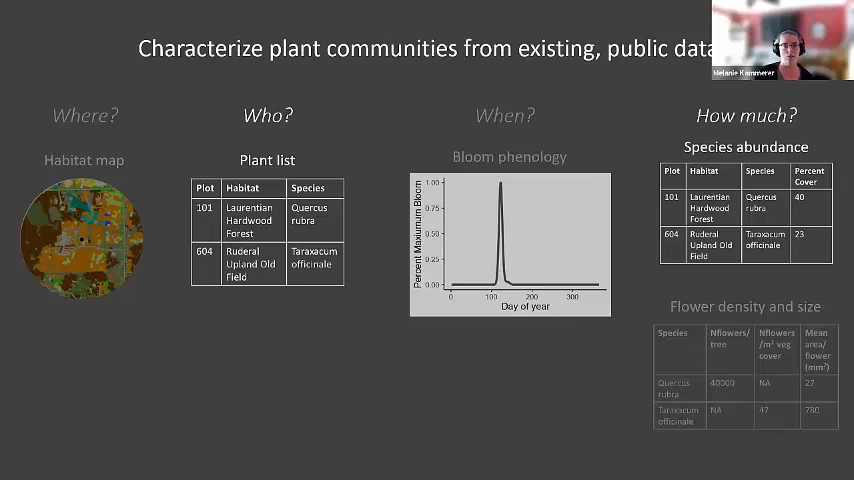 Characterize plant communities from existing, public data
Melanie Kammerer
Where?
Who?
When?
How much?
Habitat map
Plant list
Bloom phenology
Species abundance
Plot Habitat Species
101 Laurentian Hardwood Forest Quercus rubra
604 Ruderal Upland Old Field Taraxacum officinale
Percent Maxiumum Bloom
1.00
0.75
0.50
0.25
0.00
0 100 200 300
Day of year
Plot Habitat Species Percent Cover
101 Laurentian Hardwood Forest Quercus rubra 40
604 Ruderal Upland Old Field Taraxacum officinale 23
Flower density and size
Species Nflowers/ tree Nflowers /m² veg cover Mean area/ flower (mm²)
Quercus rubra 40000 NA 27
Taraxacum officinale NA 47 780